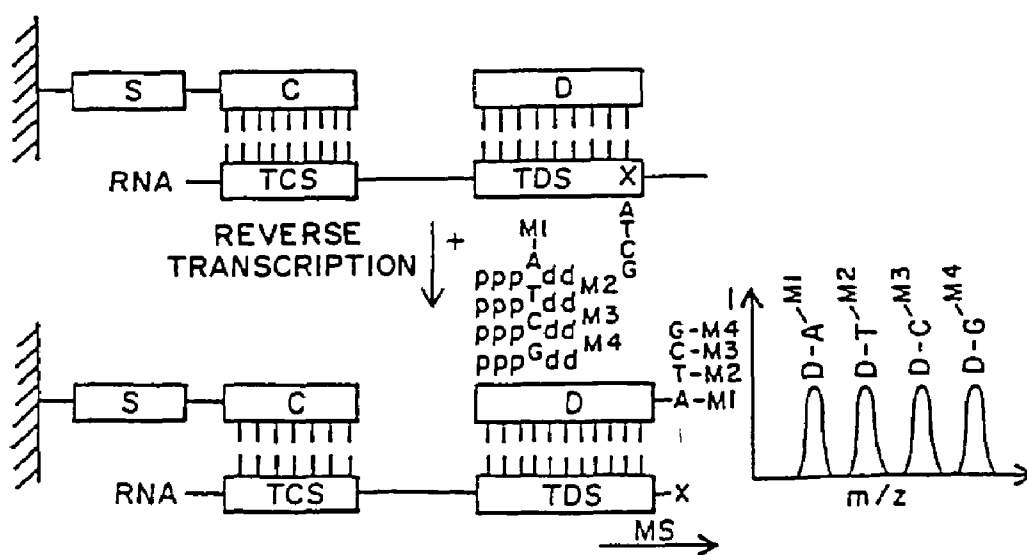 S
C
D
RNA
TCS
TDS
X
A
T
C
G
REVERSE
TRANSCRIPTION
+
M1
A
pppTdd M2
pppCdd M3
pppGdd M4
pppdd
G-M4
C-M3
T-M2
A-M1
S
C
D
RNA
TCS
TDS
X
MS
I
D-A-M1
D-T-M2
D-C-M3
D-G-M4
m/z